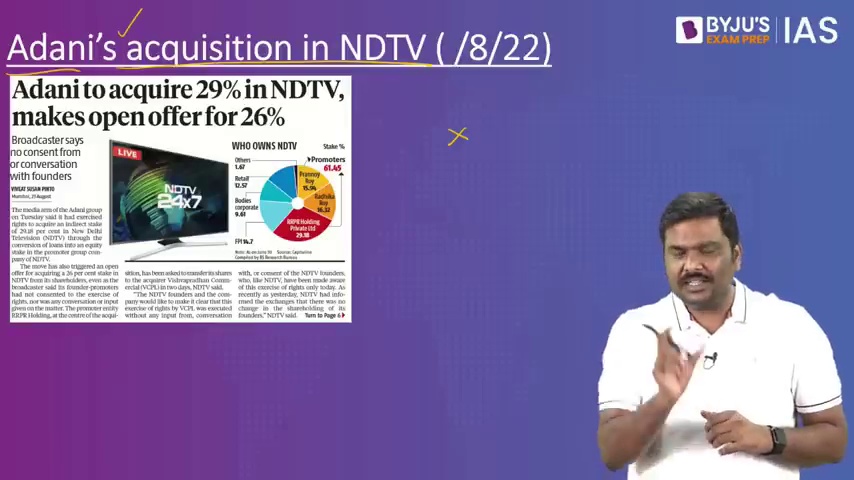 Adani's acquisition in NDTV ( /8/22)
BYJU'S
EXAM PREP
IAS
Adani to acquire 29% in NDTV,
makes open offer for 26%
Broadcaster says
no consent from
or conversation
with founders
VIVEAT SUSAN PINTO
Mumbai, 23 August
The media arm of the Adani group
on Tuesday said it had exercised
rights to acquire an indirect stake
of 29.18 per cent in New Delhi
Television (NDTV) through the
conversion of loans into an equity
stake in the promoter group com-
pany of NDTV.
The move has also triggered an open
offer for acquiring a 26 per cent stake in
NDTV from its shareholders, even as the
broadcaster said its founder-promoters
had not consented to the exercise of
rights, nor was any conversation or input
given on the matter. The promoter entity
RRPR Holding, at the centre of the acqui-
LIVE
NDTV
24x7
WHO OWNS NDTV
Stake %
Others
1.67
Retail
12.57
Bodies
corporate
9.61
FPI 14.7
Promoters
61.45
Prannoy
Roy
15.94
Radhika
Roy
16.32
RRPR Holding
Private Ltd
29.18
Note: As on June 30 Source: Capitaline
Compiled by BS Research Bureau
sition, has been asked to transfer its shares
to the acquirer Vishvapradhan Comm-
ercial (VCPL) in two days, NDTV said.
"The NDTV founders and the com-
pany would like to make it clear that this
exercise of rights by VCPL was executed
without any input from, conversation
with, or consent of the NDTV founders,
who, like NDTV, have been made aware
of this exercise of rights only today. As
recently as yesterday, NDTV had infor-
med the exchanges that there was no
change in the shareholding of its
founders," NDTV said. Turn to Page 6